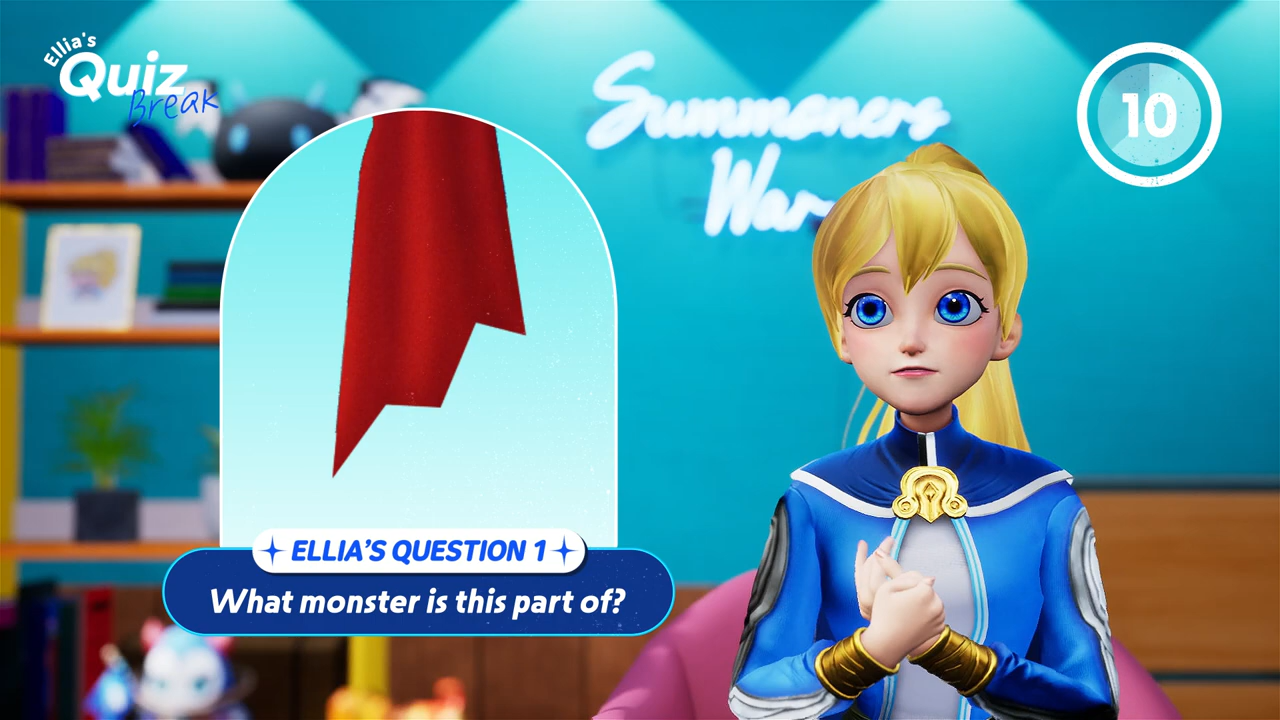 Ellia's
Quiz
Break
Summoners
War
10
ELLIA'S QUESTION 1
What monster is this part of?